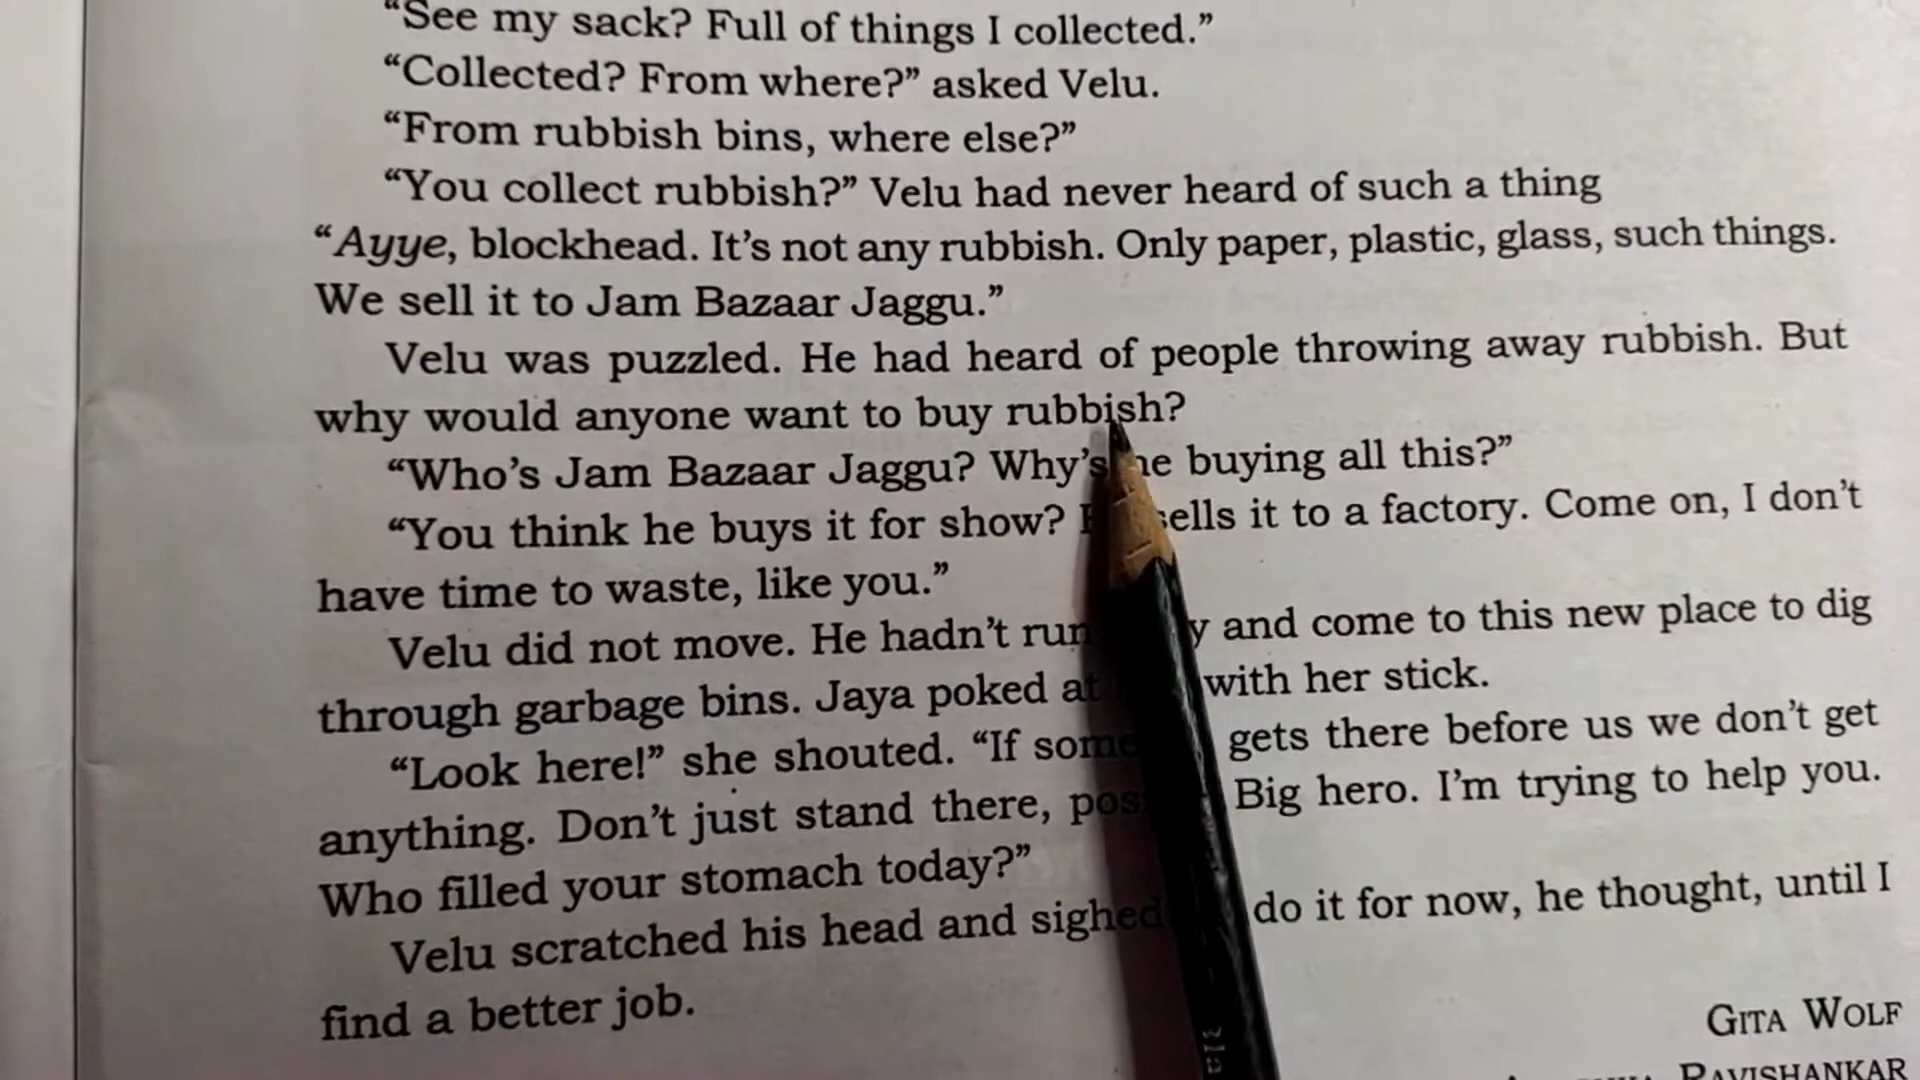 “See my sack? Full of things I collected.”
“Collected? From where?” asked Velu.
“From rubbish bins, where else?”
“You collect rubbish?” Velu had never heard of such a thing
“Ayye, blockhead. It’s not any rubbish. Only paper, plastic, glass, such things.
We sell it to Jam Bazaar Jaggu.”
Velu was puzzled. He had heard of people throwing away rubbish. But
why would anyone want to buy rubbish?
“Who’s Jam Bazaar Jaggu? Why’s he buying all this?”
“You think he buys it for show? sells it to a factory. Come on, I don’t
have time to waste, like you.”
Velu did not move. He hadn’t run and come to this new place to dig
through garbage bins. Jaya poked at with her stick.
“Look here!” she shouted. “If gets there before us we don’t get
anything. Don’t just stand there, Big hero. I’m trying to help you.
Who filled your stomach today?”
Velu scratched his head and sighed do it for now, he thought, until I
find a better job.
GITA WOLF
RAVISHANKAR